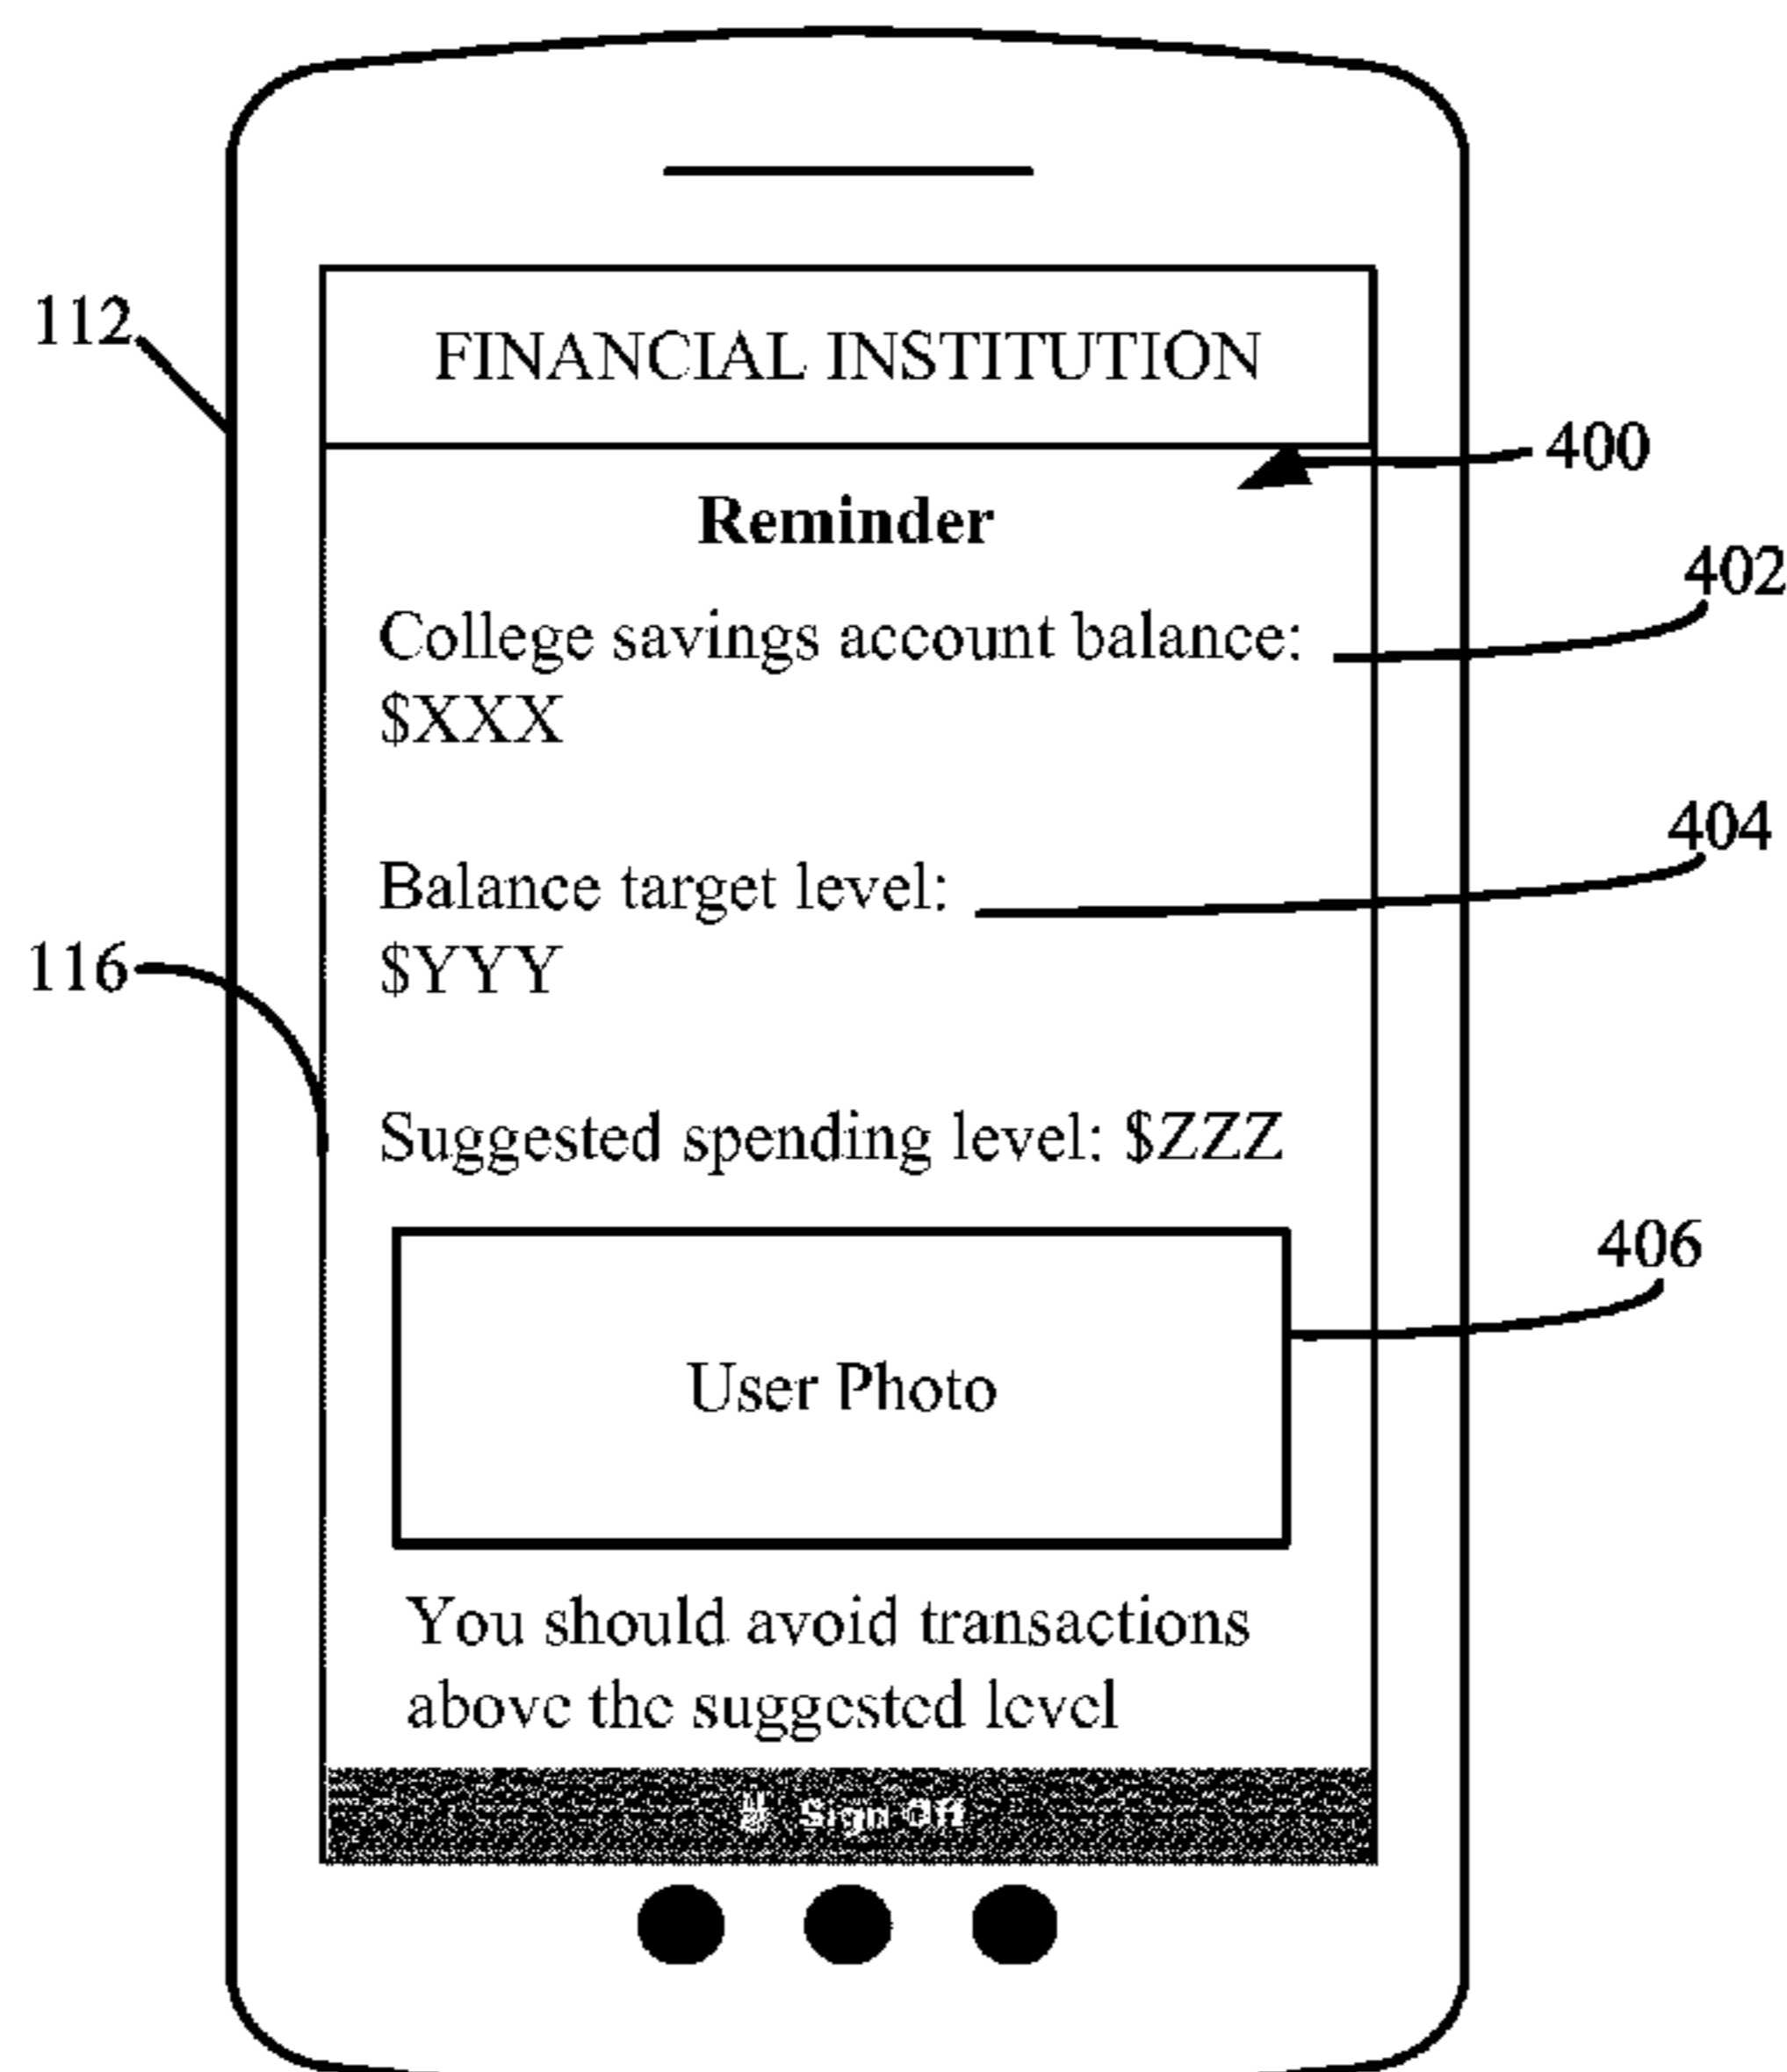 FINANCIAL INSTITUTION
112
400
Reminder
402
College savings account balance:
$XXX
404
Balance target level:
116
$YYY
Suggested spending level: $ZZZ
406
User Photo
You should avoid transactions
above the suggested level
Sign Off